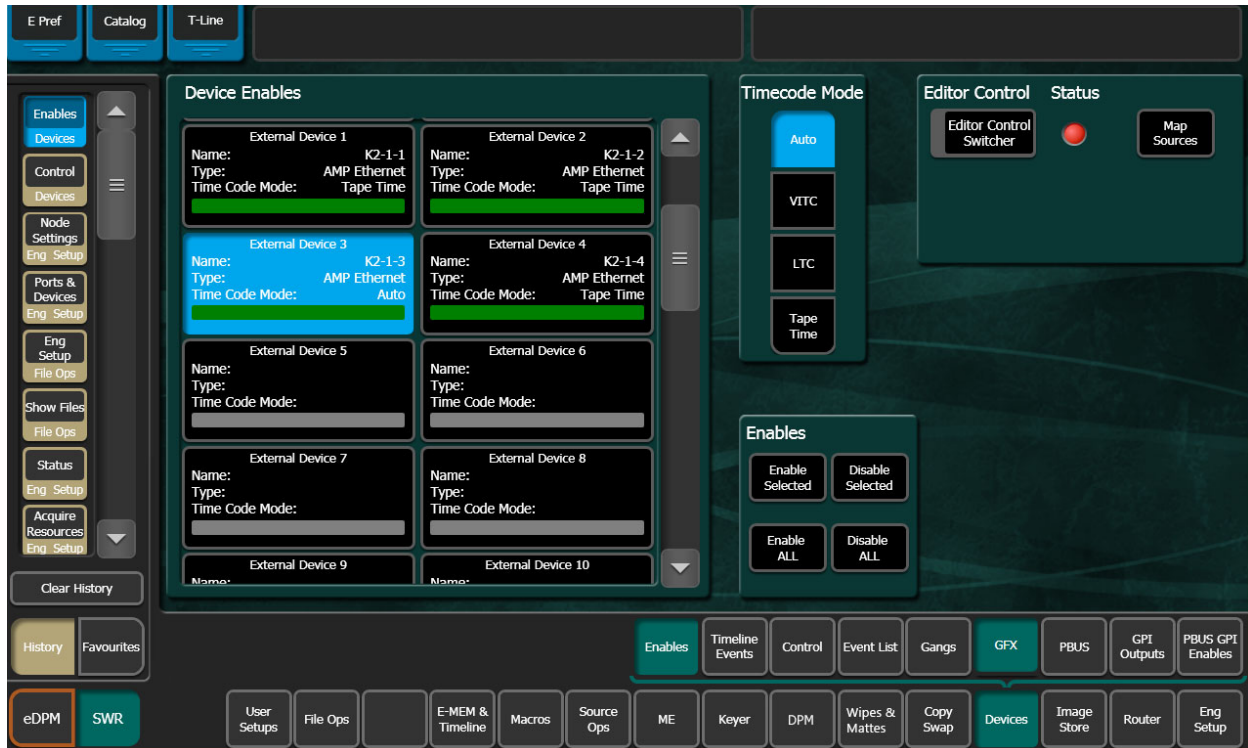 E Pref
Catalog
T-Line
Enables
Devices
Control
Devices
Node
Settings
Eng Setup
Ports &
Devices
Eng Setup
Eng
Setup
File Ops
Show Files
File Ops
Status
Eng Setup
Acquire
Resources
Eng Setup
Clear History
History
Favourites
Device Enables
External Device 1
Name: K2-1-1
Type: AMP Ethernet
Time Code Mode: Tape Time
External Device 2
Name: K2-1-2
Type: AMP Ethernet
Time Code Mode: Tape Time
External Device 3
Name: K2-1-3
Type: AMP Ethernet
Time Code Mode: Auto
External Device 4
Name: K2-1-4
Type: AMP Ethernet
Time Code Mode: Tape Time
External Device 5
Name:
Type:
Time Code Mode:
External Device 6
Name:
Type:
Time Code Mode:
External Device 7
Name:
Type:
Time Code Mode:
External Device 8
Name:
Type:
Time Code Mode:
External Device 9
Name:
External Device 10
Name:
Timecode Mode
Auto
VITC
LTC
Tape
Time
Editor Control Status
Editor Control
Switcher
Map
Sources
Enables
Enable
Selected
Disable
Selected
Enable
ALL
Disable
ALL
Enables
Timeline
Events
Control
Event List
Gangs
GFX
PBUS
GPI
Outputs
PBUS GPI
Enables
eDPM
SWR
User
Setups
File Ops
E-MEM &
Timeline
Macros
Source
Ops
ME
Keyer
DPM
Wipes &
Mattes
Copy
Swap
Devices
Image
Store
Router
Eng
Setup